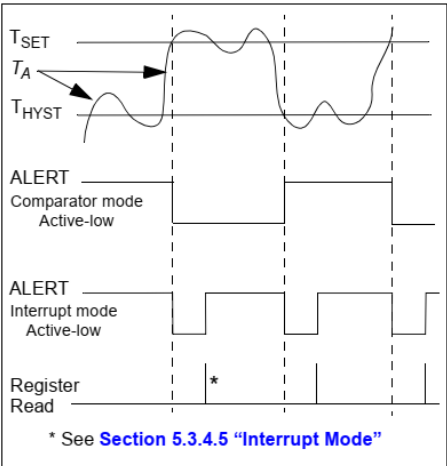 TSET
TA
THYST
ALERT
Comparator mode
Active-low
ALERT
Interrupt mode
Active-low
Register
Read
*
* See Section 5.3.4.5 “Interrupt Mode”